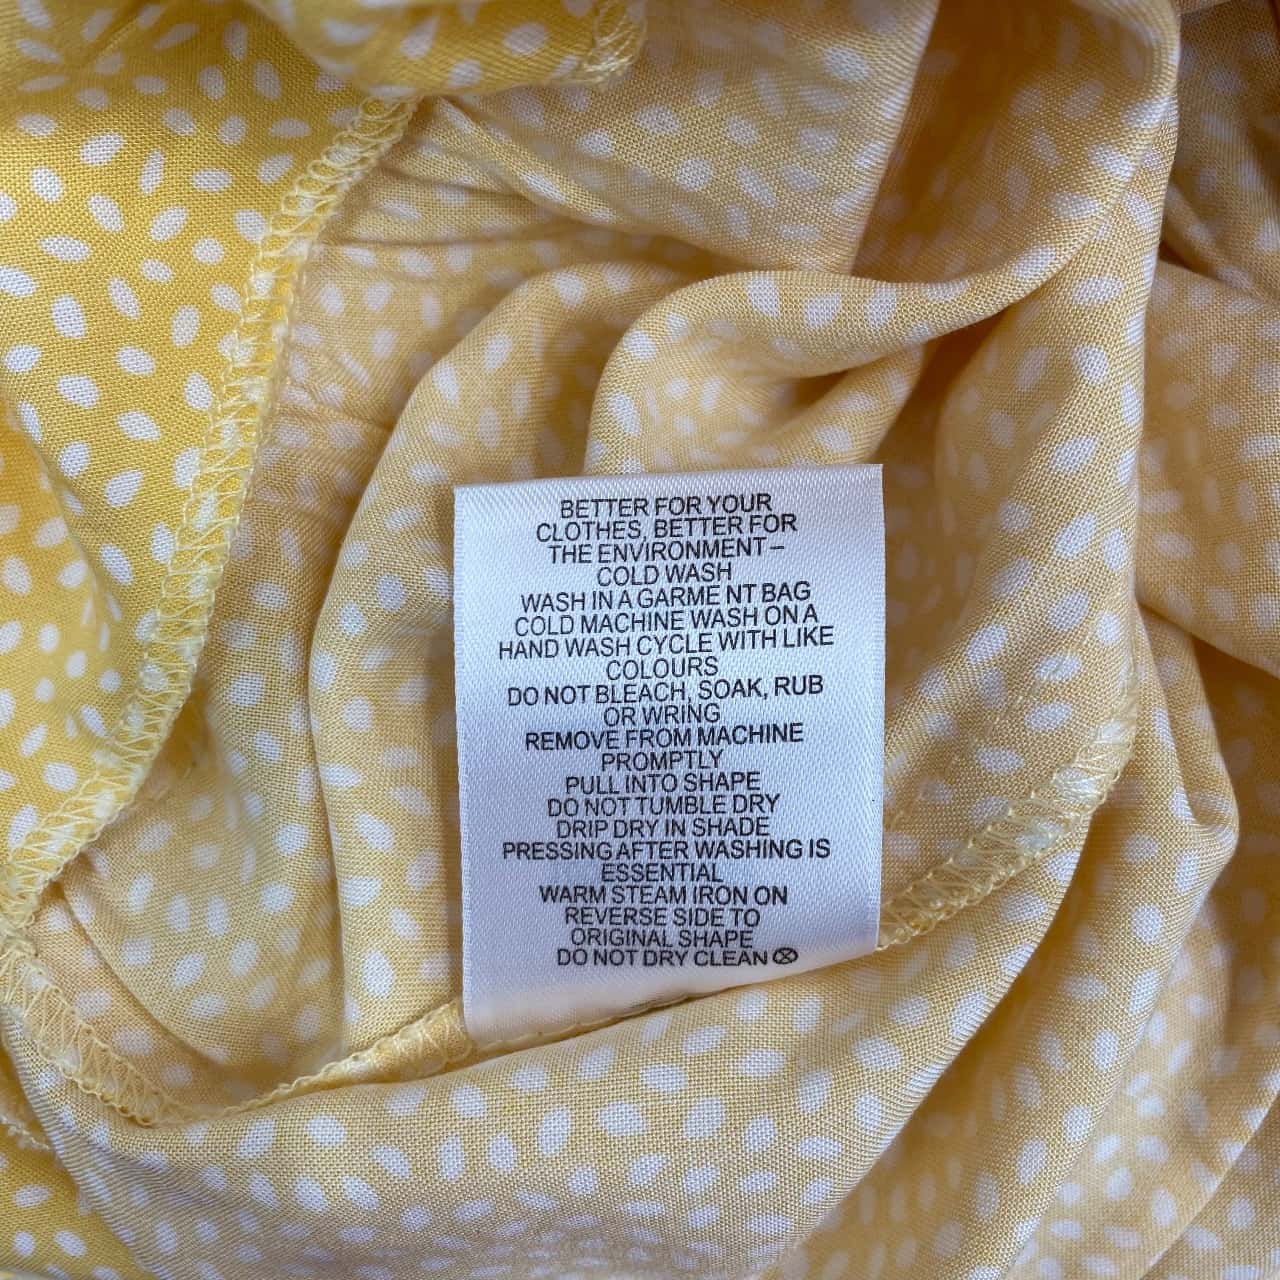 BETTER FOR YOUR
CLOTHES, BETTER FOR
THE ENVIRONMENT –
COLD WASH
WASH IN A GARME NT BAG
COLD MACHINE WASH ON A
HAND WASH CYCLE WITH LIKE
COLOURS
DO NOT BLEACH, SOAK, RUB
OR WRING
REMOVE FROM MACHINE
PROMPTLY
PULL INTO SHAPE
DO NOT TUMBLE DRY
DRIP DRY IN SHADE
PRESSING AFTER WASHING IS
ESSENTIAL
WARM STEAM IRON ON
REVERSE SIDE TO
ORIGINAL SHAPE
DO NOT DRY CLEAN